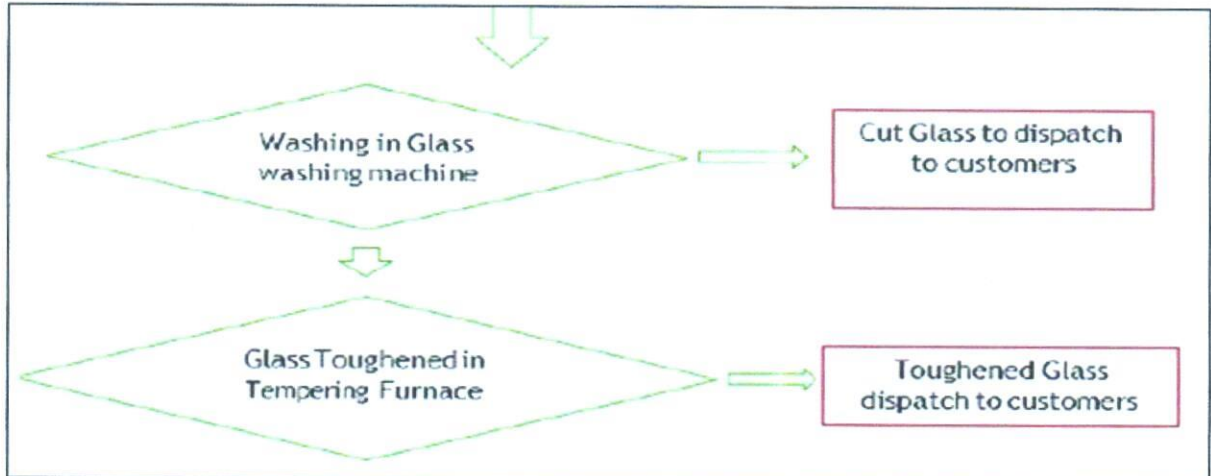 Washing in Glass
washing machine
Cut Glass to dispatch
to customers
Glass Toughened in
Tempering Furnace
Toughened Glass
dispatch to customers